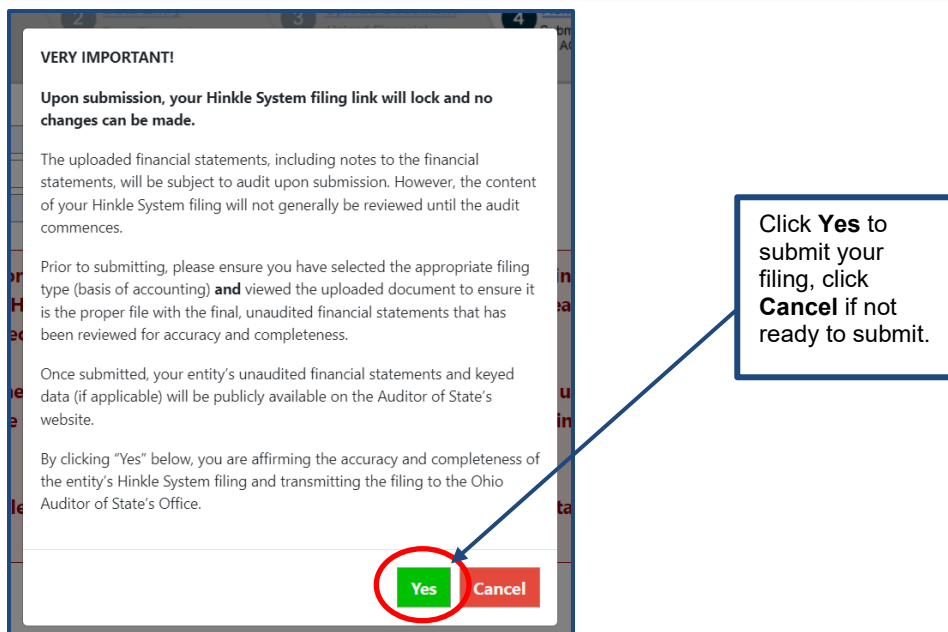 2
3
4
VERY IMPORTANT!
Upon submission, your Hinkle System filing link will lock and no
changes can be made.
The uploaded financial statements, including notes to the financial
statements, will be subject to audit upon submission. However, the content
of your Hinkle System filing will not generally be reviewed until the audit
commences.
Prior to submitting, please ensure you have selected the appropriate filing
type (basis of accounting) and viewed the uploaded document to ensure it
is the proper file with the final, unaudited financial statements that has
been reviewed for accuracy and completeness.
Once submitted, your entity’s unaudited financial statements and keyed
data (if applicable) will be publicly available on the Auditor of State’s
website.
By clicking “Yes” below, you are affirming the accuracy and completeness of
the entity’s Hinkle System filing and transmitting the filing to the Ohio
Auditor of State’s Office.
Yes Cancel
Click Yes to
submit your
filing, click
Cancel if not
ready to submit.